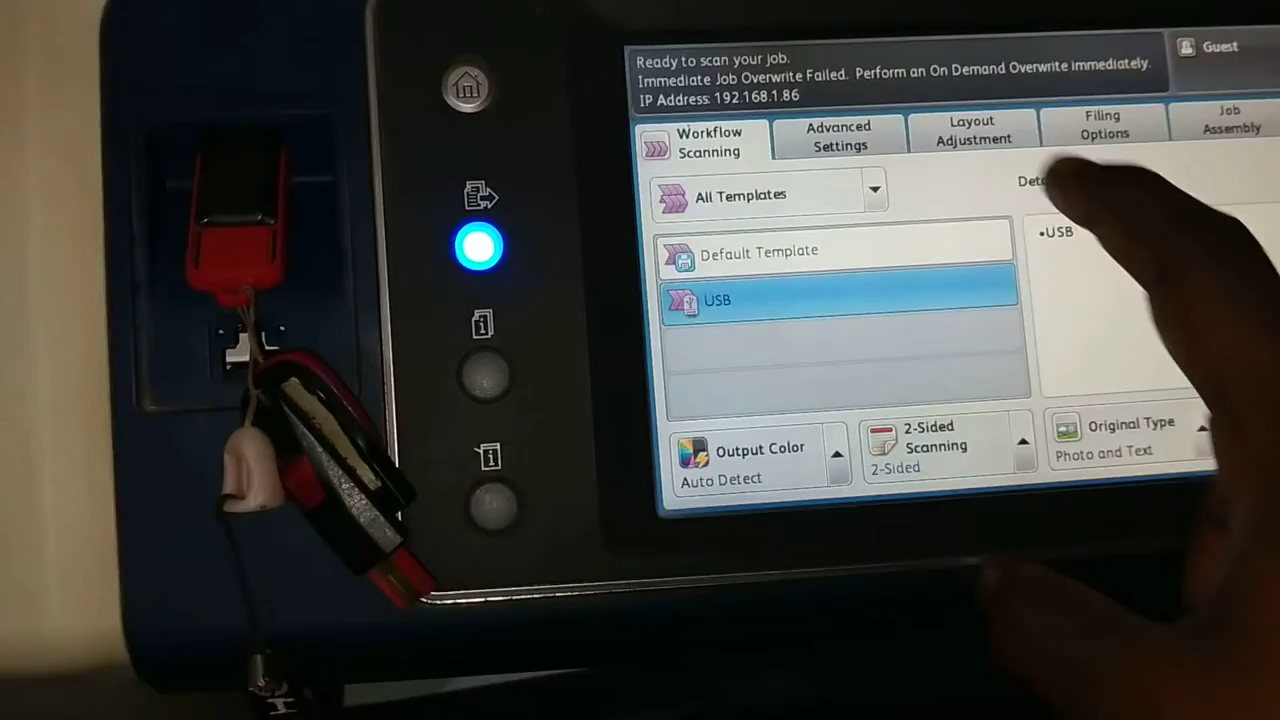 Ready to scan your job.
Immediate Job Overwrite Failed. Perform an On Demand Overwrite immediately.
IP Address: 192.168.1.86
Guest
Workflow Scanning
Advanced Settings
Layout Adjustment
Filing Options
Job Assembly
All Templates
Default Template
•USB
USB
Output Color
Auto Detect
2-Sided Scanning
2-Sided
Original Type
Photo and Text